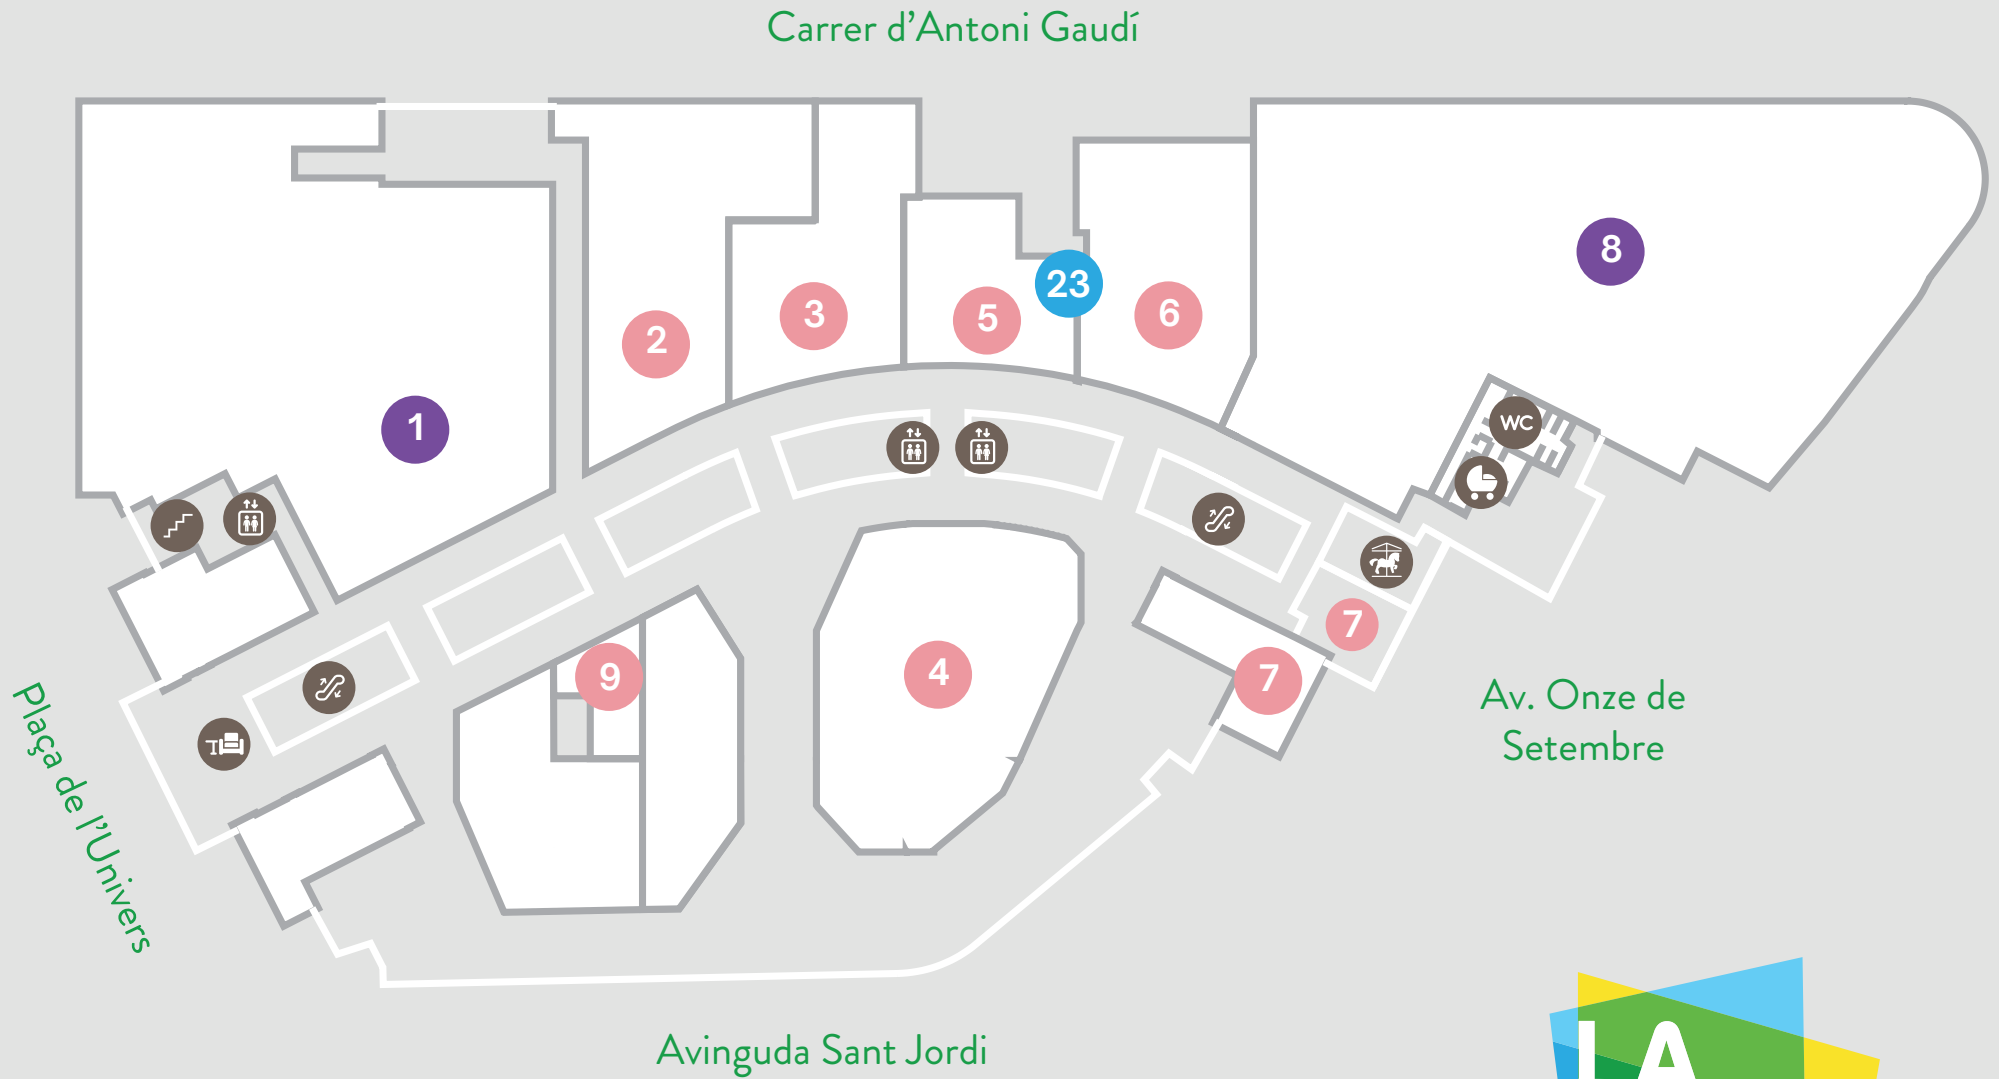 Carrer d'Antoni Gaudí
8
23
3
6
5
2
1
WC
7
9
4
7
Av. Onze de
Setembre
Plaça de l'Univers
Avinguda Sant Jordi
LA